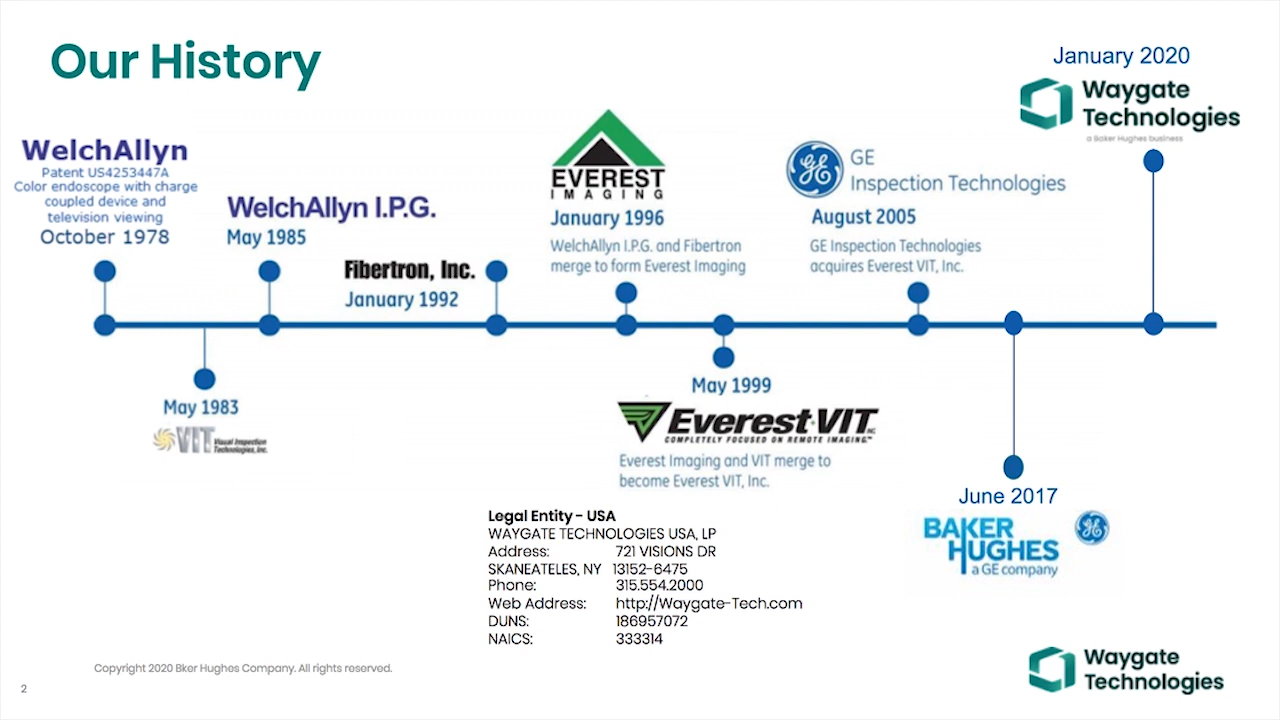 Our History
January 2020
Waygate
Technologies
a Baker Hughes business
WelchAllyn
Patent US4253447A
Color endoscope with charge
coupled device and
television viewing
October 1978
WelchAllyn I.P.G.
May 1985
Fibertron, Inc.
January 1992
EVEREST
IMAGING
January 1996
WelchAllyn I.P.G. and Fibertron
merge to form Everest Imaging
GE
GE
Inspection Technologies
August 2005
GE Inspection Technologies
acquires Everest VIT, Inc.
May 1983
VIT Visual Inspection
Technologies, Inc.
May 1999
Everest VIT INC
COMPLETELY FOCUSED ON REMOTE IMAGING™
Everest Imaging and VIT merge to
become Everest VIT, Inc.
June 2017
BAKER
HUGHES
a GE company
GE
Legal Entity - USA
WAYGATE TECHNOLOGIES USA, LP
Address: 721 VISIONS DR
SKANEATELES, NY 13152-6475
Phone: 315.554.2000
Web Address: http://Waygate-Tech.com
DUNS: 186957072
NAICS: 333314
Copyright 2020 Bker Hughes Company. All rights reserved.
2
Waygate
Technologies